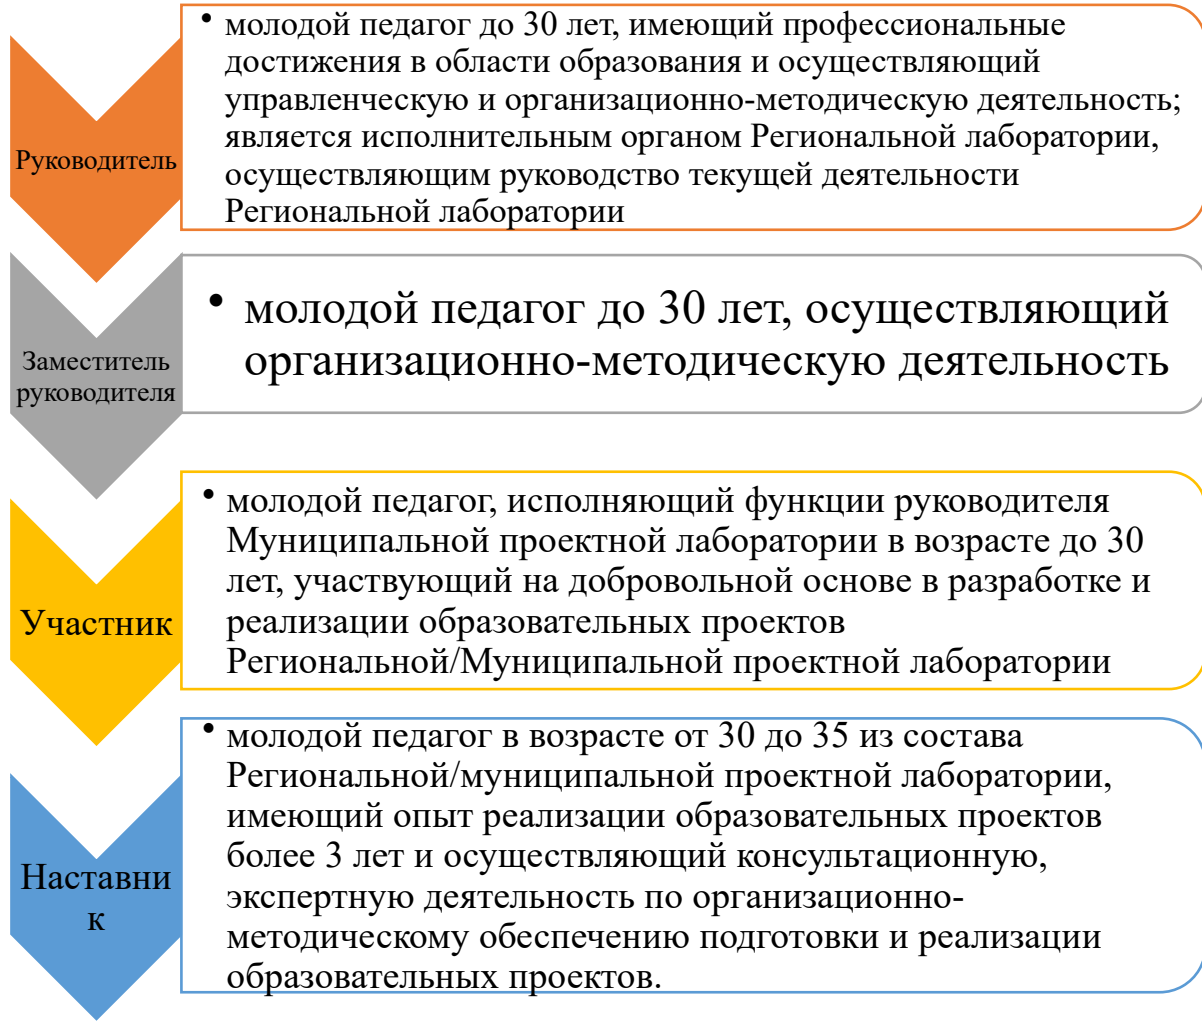 Руководитель
• молодой педагог до 30 лет, имеющий профессиональные
достижения в области образования и осуществляющий
управленческую и организационно-методическую деятельность;
является исполнительным органом Региональной лаборатории,
осуществляющим руководство текущей деятельности
Региональной лаборатории
Заместитель
руководителя
• молодой педагог до 30 лет, осуществляющий
организационно-методическую деятельность
Участник
• молодой педагог, исполняющий функции руководителя
Муниципальной проектной лаборатории в возрасте до 30
лет, участвующий на добровольной основе в разработке и
реализации образовательных проектов
Региональной/Муниципальной проектной лаборатории
Наставни
к
• молодой педагог в возрасте от 30 до 35 из состава
Региональной/муниципальной проектной лаборатории,
имеющий опыт реализации образовательных проектов
более 3 лет и осуществляющий консультационную,
экспертную деятельность по организационно-
методическому обеспечению подготовки и реализации
образовательных проектов.